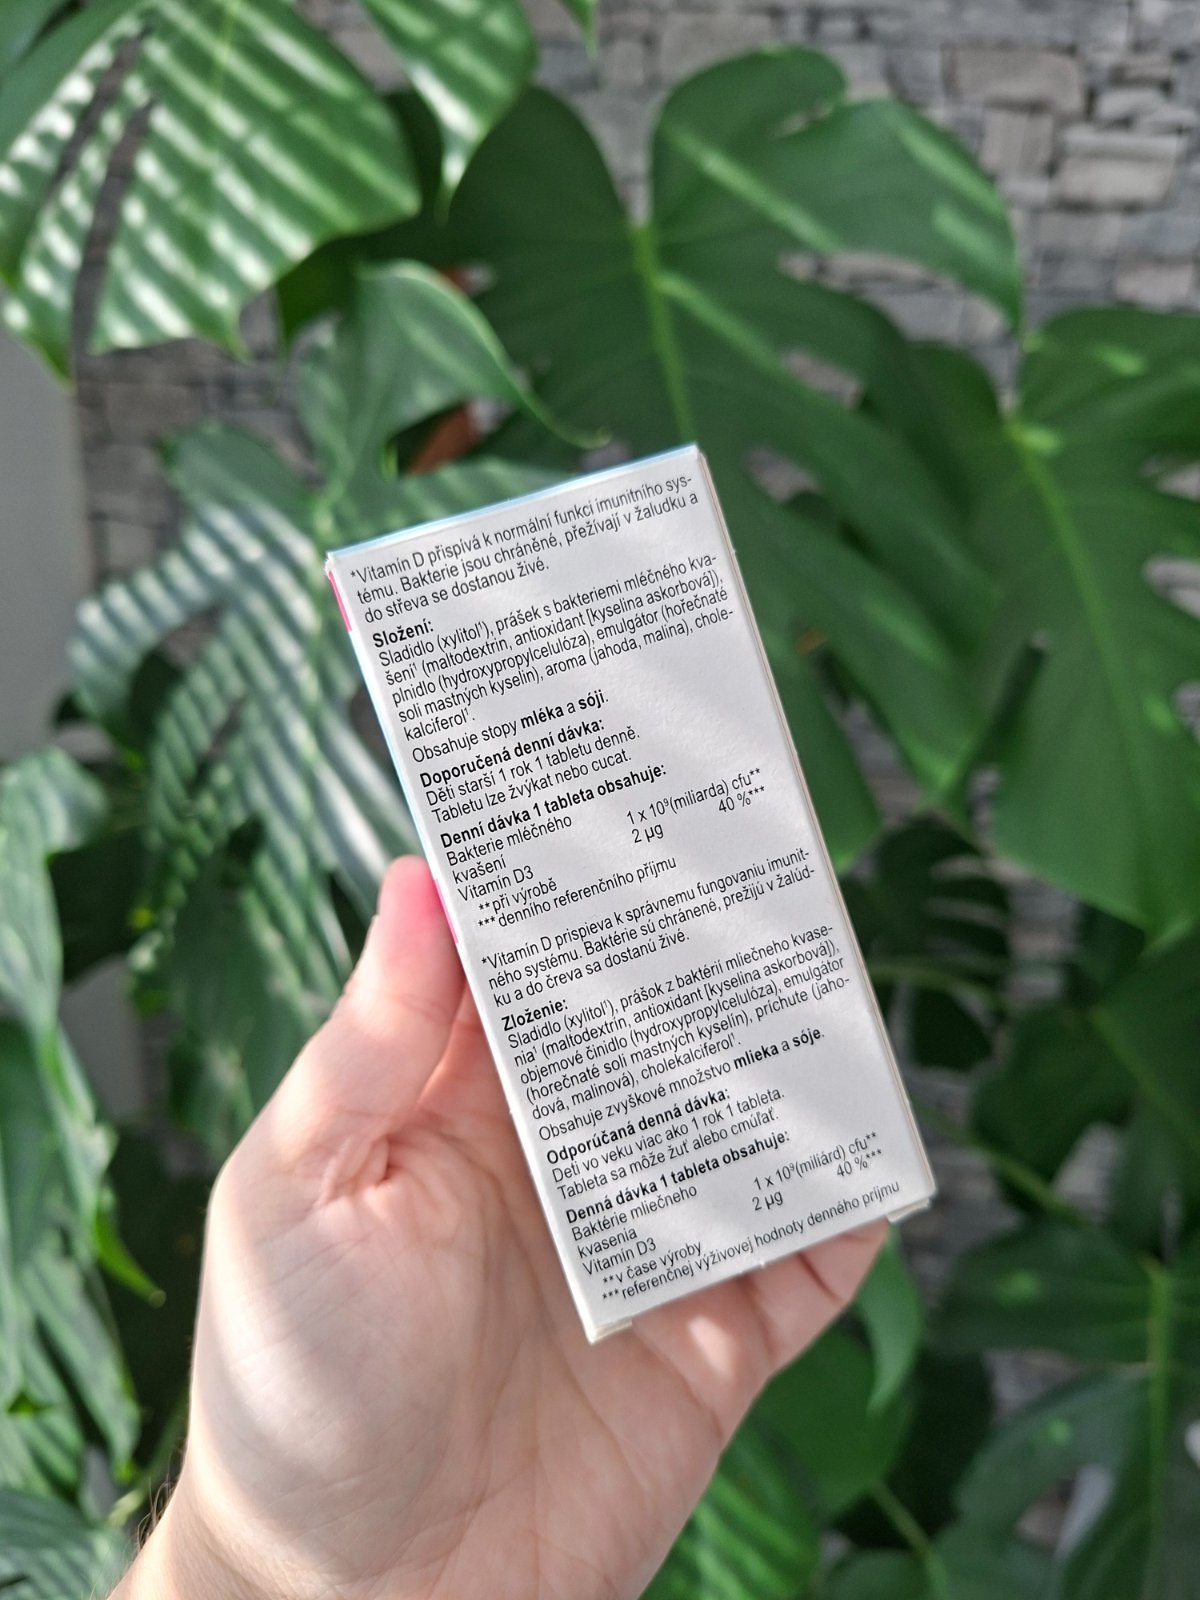 *Vitamín D přispívá k normální funkci imunitního sys-
tému. Bakterie jsou chráněné, přežívají v žaludku a
do střeva se dostanou živé.
Složení:
Sladidlo (xylitol¹), prášek s bakteriemi mléčného kva-
šení¹ (maltodextrin, antioxidant [kyselina askorbová]),
plnidlo (hydroxypropylcelulóza), emulgátor (hořečnaté
soli mastných kyselin), aroma (jahoda, malina), chole-
kalciferol¹.
Obsahuje stopy mléka a sóji.
Doporučená denní dávka:
Děti starší 1 rok 1 tabletu denně.
Tabletu lze žvýkat nebo cucat.
Denní dávka 1 tableta obsahuje:
Bakterie mléčného 1 x 10⁹(miliarda) cfu**
kvašení
Vitamín D3 2 µg 40 %***
**při výrobě
***denního referenčního příjmu
*Vitamín D prispieva k správnemu fungovaniu imunit-
ného systému. Baktérie sú chránené, prežijú v žalúd-
ku a do čreva sa dostanú živé.
Zloženie:
Sladidlo (xylitol¹), prášok z baktérií mliečneho kvase-
nia¹ (maltodextrin, antioxidant [kyselina askorbová]),
objemové činidlo (hydroxypropylcelulóza), emulgátor
(horečnaté soli mastných kyselín), príchute (jaho-
dová, malinová), cholekalciferol¹.
Obsahuje zvyškové množstvo mlieka a sóje.
Odporúčaná denná dávka:
Deti vo veku viac ako 1 rok 1 tableta.
Tableta sa môže žuť alebo cmúľať.
Denná dávka 1 tableta obsahuje:
Baktérie mliečneho 1 x 10⁹(miliárd) cfu**
kvasenia
Vitamín D3 2 µg 40 %***
**v čase výroby
***referenčnej výživovej hodnoty denného príjmu